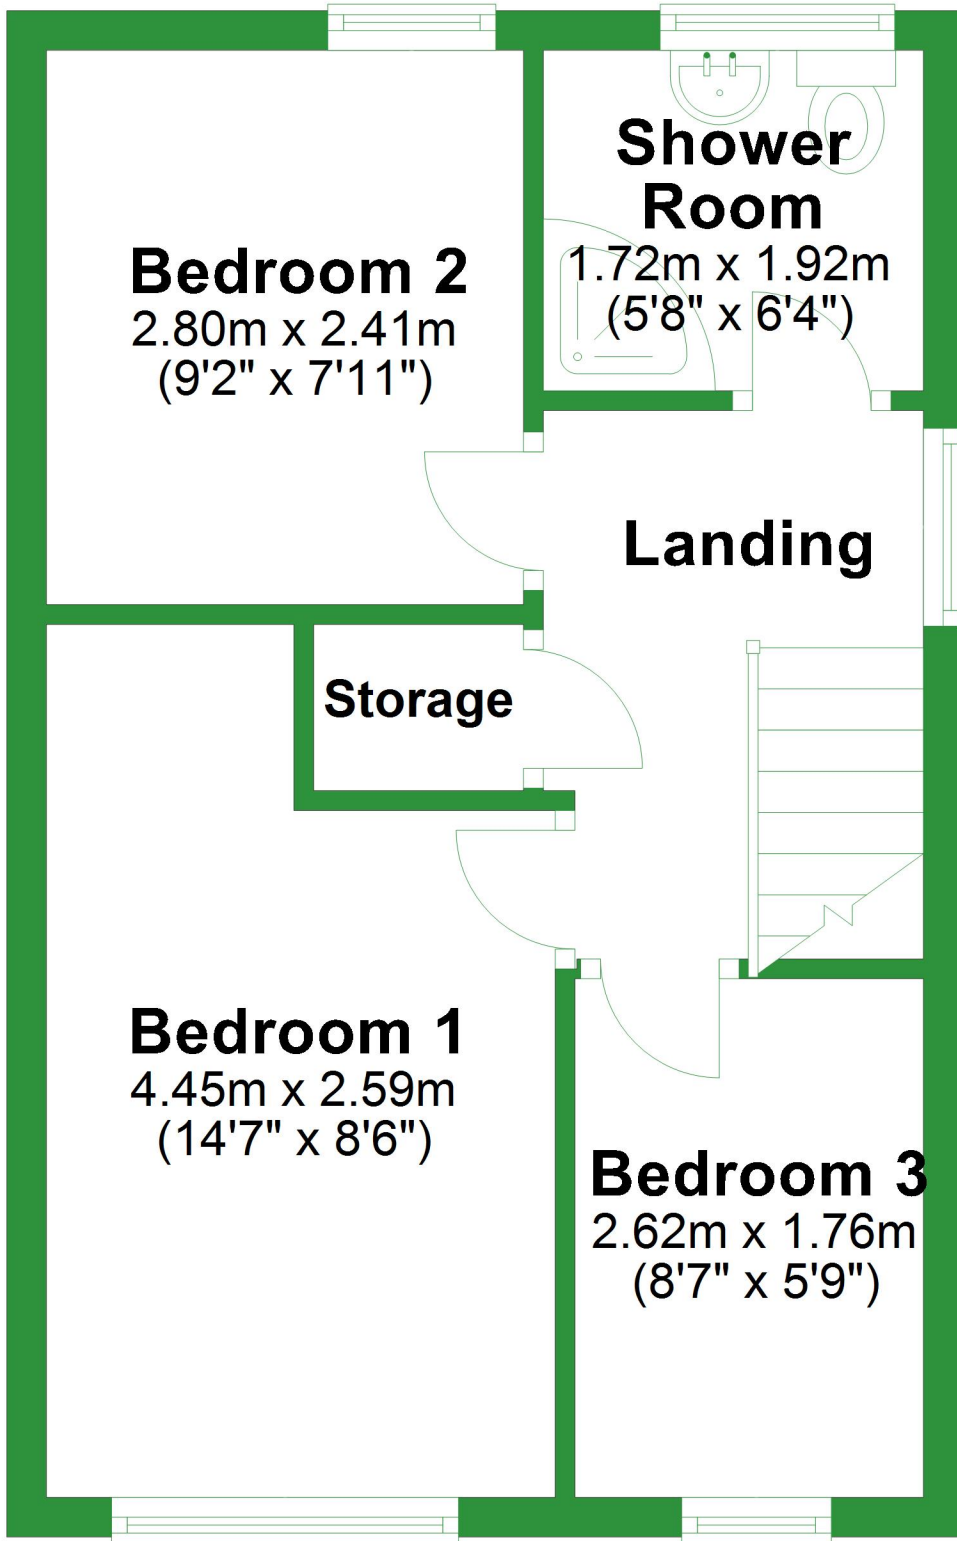 Shower
Room
1.72m x 1.92m
(5'8" x 6'4")
Bedroom 2
2.80m x 2.41m
(9'2" x 7'11")
Landing
Storage
Bedroom 1
4.45m x 2.59m
(14'7" x 8'6")
Bedroom 3
2.62m x 1.76m
(8'7" x 5'9")